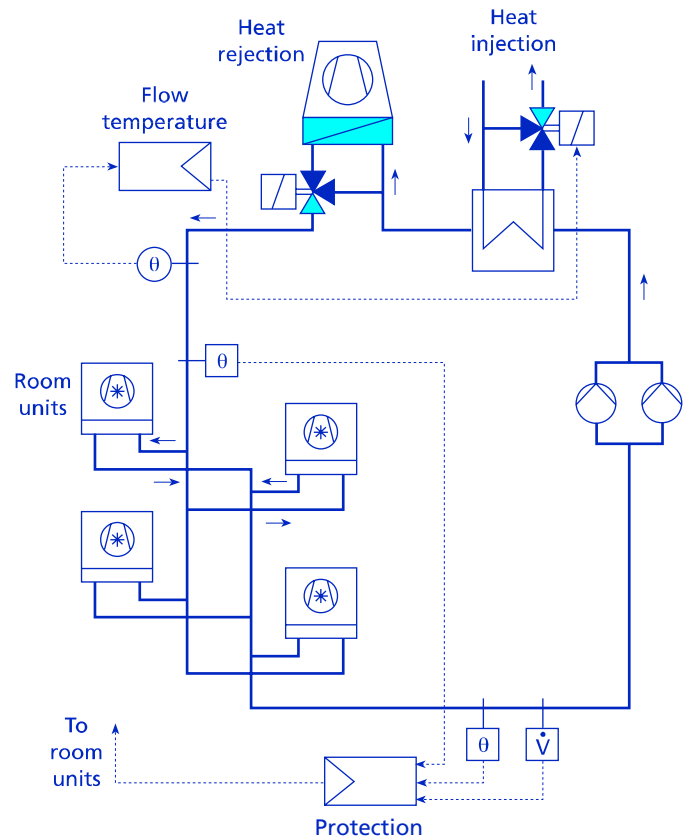 Heat
rejection
Heat
injection
Flow
temperature
θ
θ
Room
units
To
room
units
θ
V̇
Protection